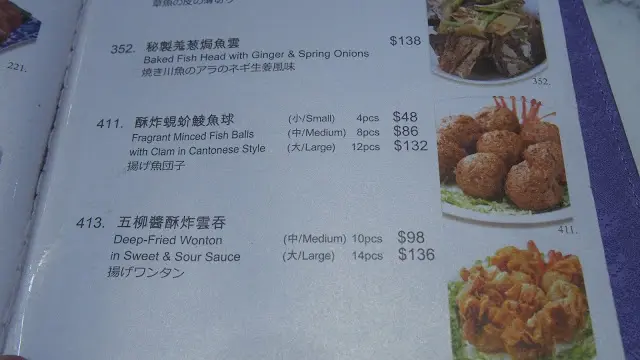 221.
352. 秘製羗葱焗魚雲 $138
Baked Fish Head with Ginger & Spring Onions
焼き川魚のアラのネギ生姜風味
352.
411. 酥炸蜆蚧鯪魚球 (小/Small) 4pcs $48
Fragrant Minced Fish Balls (中/Medium) 8pcs $86
with Clam in Cantonese Style (大/Large) 12pcs $132
揚げ魚団子
411.
413. 五柳醬酥炸雲吞
Deep-Fried Wonton (中/Medium) 10pcs $98
in Sweet & Sour Sauce (大/Large) 14pcs $136
揚げワンタン